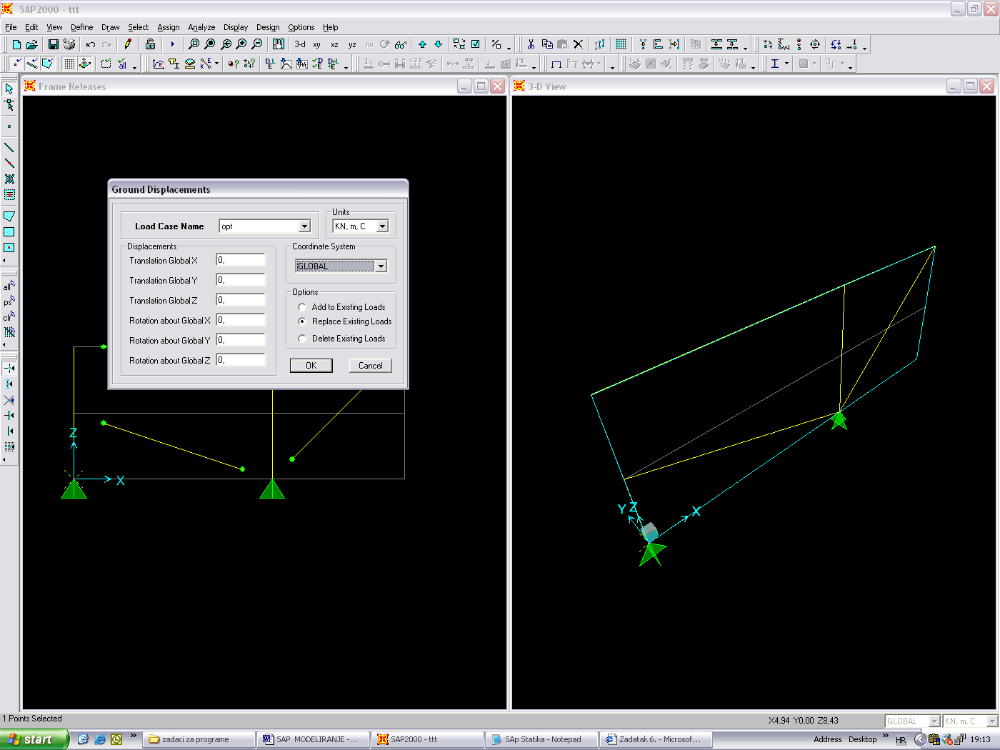 SAP2000 - ttt
File Edit View Define Draw Select Assign Analyze Display Design Options Help
3-d xy xz yz nv
all
Frame Releases
3-D View
all
ps
clr
Ground Displacements
Load Case Name opt
Units
KN, m, C
Displacements
Translation Global X 0,
Translation Global Y 0,
Translation Global Z 0,
Rotation about Global X 0,
Rotation about Global Y 0,
Rotation about Global Z 0,
Coordinate System
GLOBAL
Options
Add to Existing Loads
Replace Existing Loads
Delete Existing Loads
OK Cancel
Z
X
Y Z X
1 Points Selected
X4,94 Y0,00 Z8,43
GLOBAL
KN, m, C
start
zadaci za programe
SAP MODELIRANJE -...
SAP2000 - ttt
SAp Statika - Notepad
Zadatak 6. - Microsof...
Address Desktop
HR
19:13